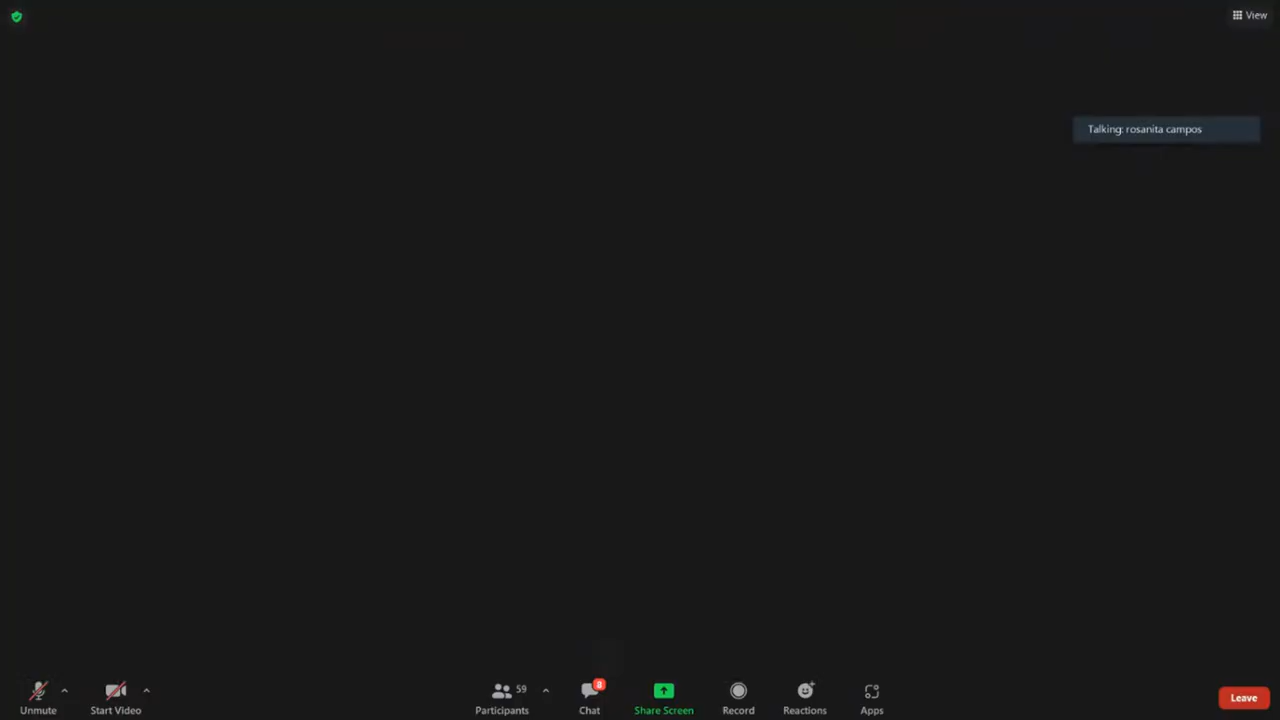 View
Talking: rosanita campos
59
8
Unmute
Start Video
Participants
Chat
Share Screen
Record
Reactions
Apps
Leave